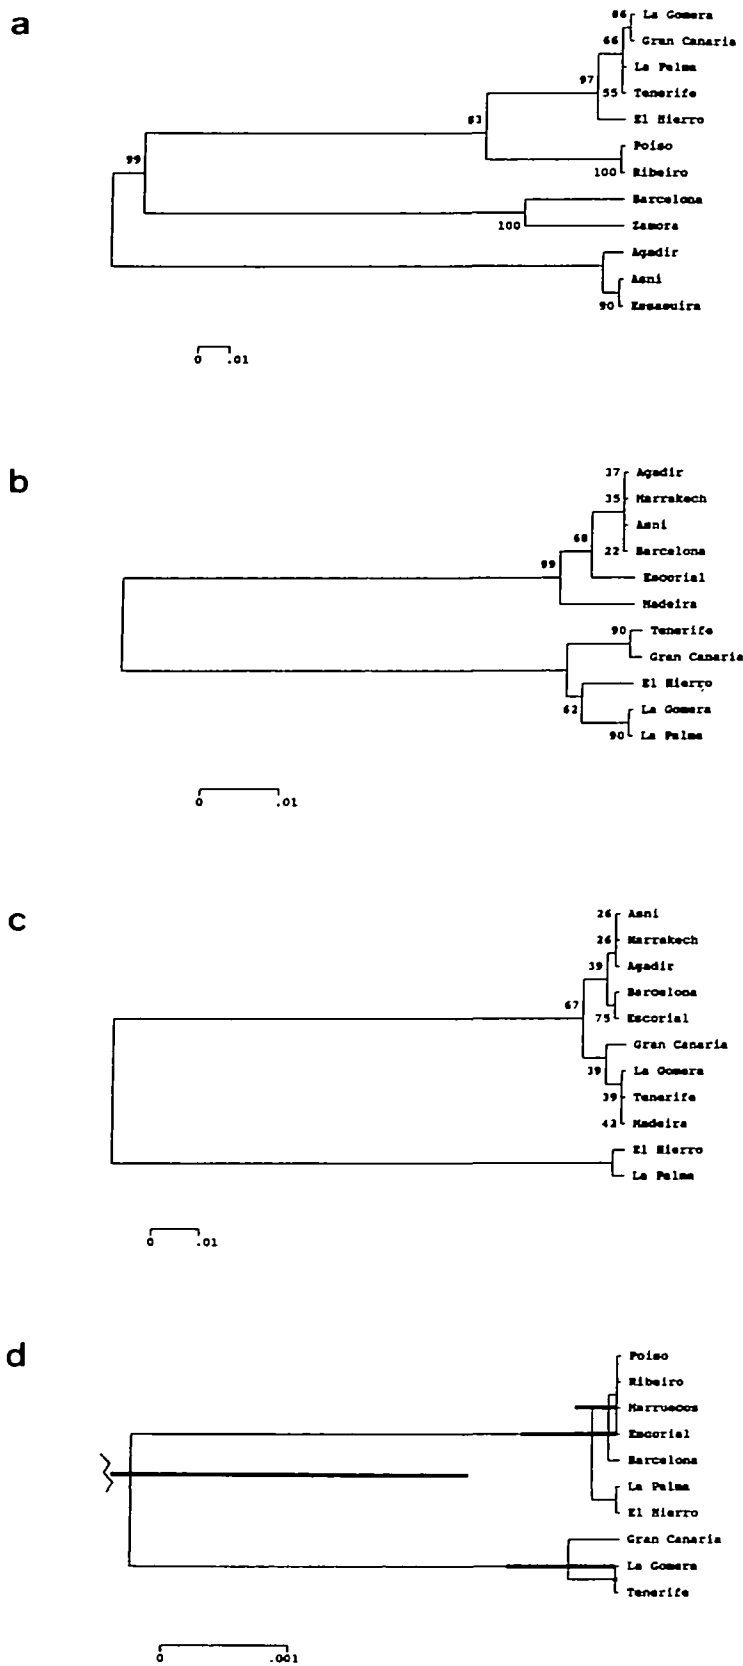 a
86 La Gomera
66 Gran Canaria
La Palma
97
55 Tenerife
El Hierro
83
Poiso
99
100 Ribeiro
Barcelona
100 Zamora
Agadir
Asni
90 Essasuira
0 .01
b
37 Agadir
35 Marrakech
Asni
68
22 Barcelona
99
Escorial
Madeira
90 Tenerife
Gran Canaria
El Hierro
62 La Gomera
90 La Palma
0 .01
c
26 Asni
26 Marrakech
39 Agadir
Barcelona
67
75 Escorial
Gran Canaria
39 La Gomera
39 Tenerife
43 Madeira
El Hierro
La Palma
0 .01
d
Poiso
Ribeiro
Marruecos
Escorial
Barcelona
La Palma
El Hierro
Gran Canaria
La Gomera
Tenerife
0 .001